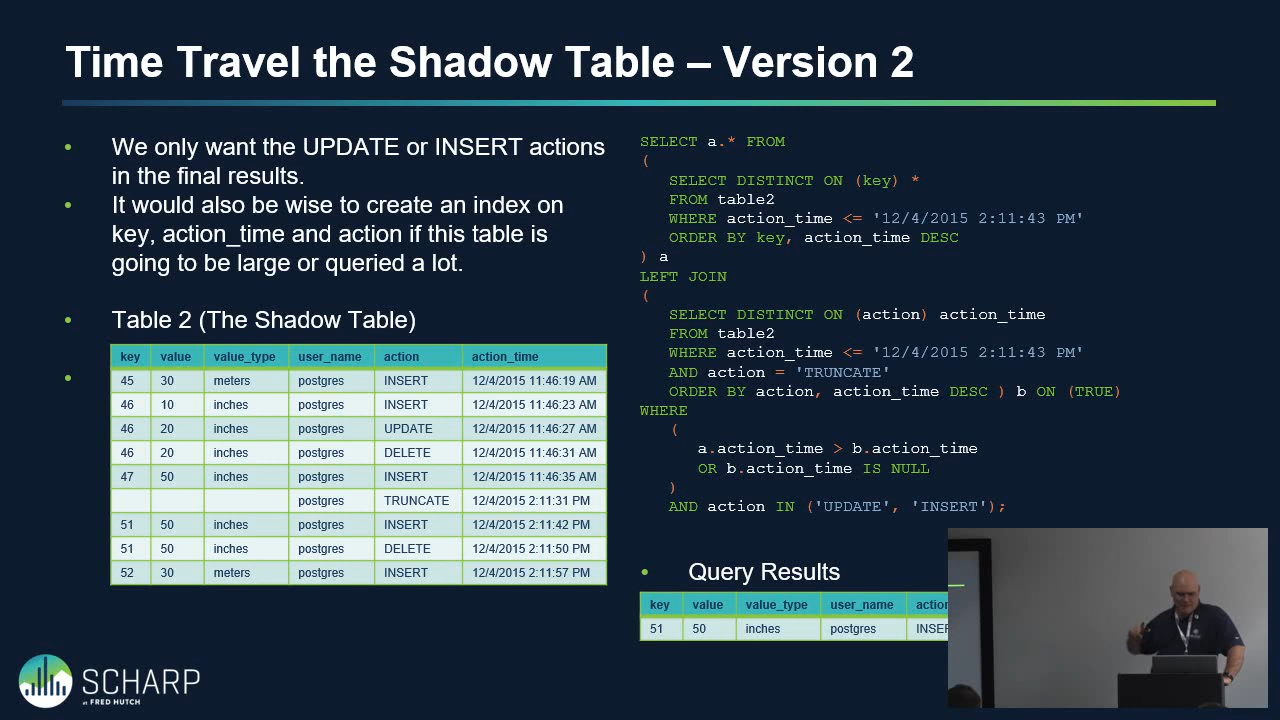 Time Travel the Shadow Table – Version 2
• We only want the UPDATE or INSERT actions
in the final results.
• It would also be wise to create an index on
key, action_time and action if this table is
going to be large or queried a lot.
• Table 2 (The Shadow Table)
•
key value value_type user_name action action_time
45 30 meters postgres INSERT 12/4/2015 11:46:19 AM
46 10 inches postgres INSERT 12/4/2015 11:46:23 AM
46 20 inches postgres UPDATE 12/4/2015 11:46:27 AM
46 20 inches postgres DELETE 12/4/2015 11:46:31 AM
47 50 inches postgres INSERT 12/4/2015 11:46:35 AM
postgres TRUNCATE 12/4/2015 2:11:31 PM
51 50 inches postgres INSERT 12/4/2015 2:11:42 PM
51 50 inches postgres DELETE 12/4/2015 2:11:50 PM
52 30 meters postgres INSERT 12/4/2015 2:11:57 PM
SELECT a.* FROM
(
SELECT DISTINCT ON (key) *
FROM table2
WHERE action_time <= '12/4/2015 2:11:43 PM'
ORDER BY key, action_time DESC
) a
LEFT JOIN
(
SELECT DISTINCT ON (action) action_time
FROM table2
WHERE action_time <= '12/4/2015 2:11:43 PM'
AND action = 'TRUNCATE'
ORDER BY action, action_time DESC ) b ON (TRUE)
WHERE
(
a.action_time > b.action_time
OR b.action_time IS NULL
)
AND action IN ('UPDATE', 'INSERT');
• Query Results
key value value_type user_name action
51 50 inches postgres INSER
SCHARP
at FRED HUTCH